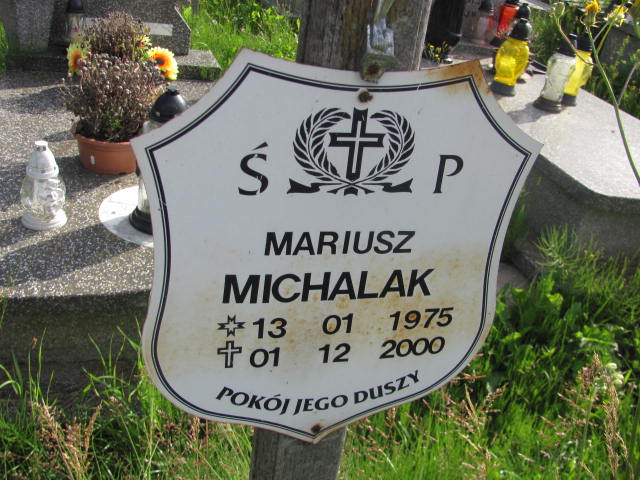 Ś P
MARIUSZ
MICHALAK
13 01 1975
01 12 2000
POKÓJ JEGO DUSZY